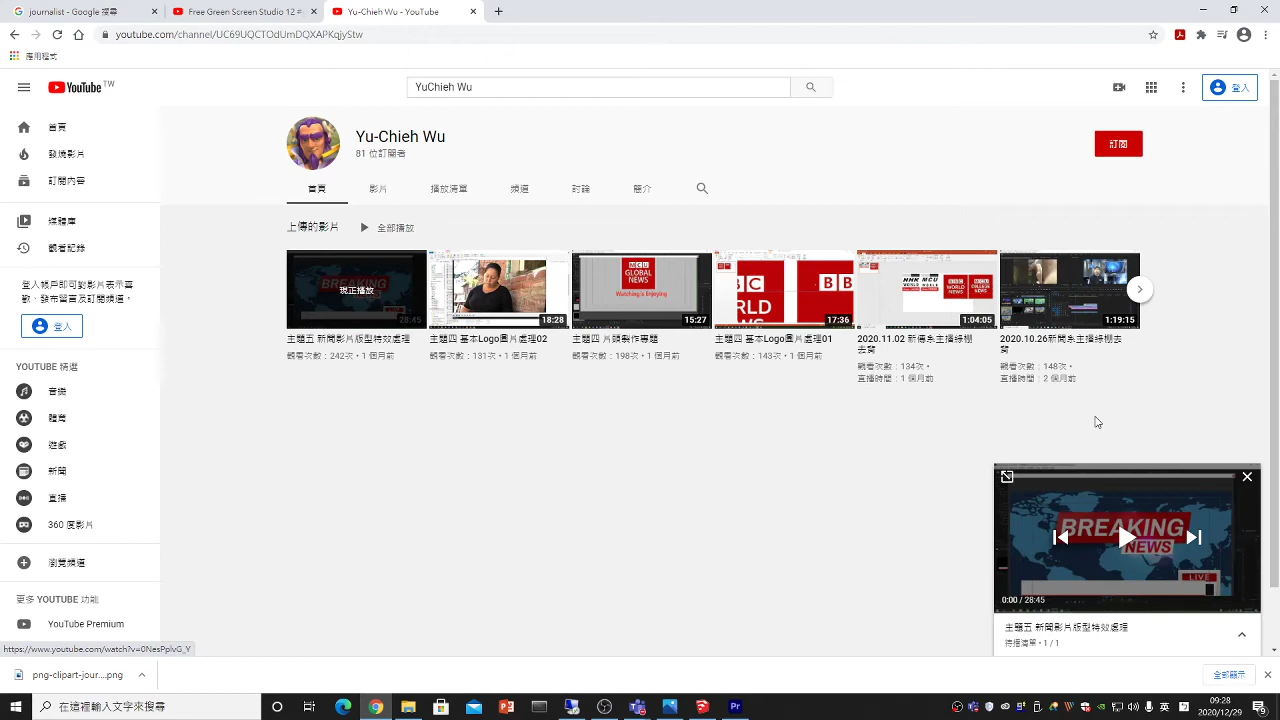 journalist - Google 搜尋
Free Green Screen Studio 12 #
Yu-Chieh Wu - YouTube
youtube.com/channel/UC69UQCTOdUmDQXAPKqjyStw
應用程式
YouTube TW
YuChieh Wu
登入
首頁
發燒影片
訂閱內容
媒體庫
觀看記錄
登入帳戶即可對影片表示喜
歡、發布留言及訂閱頻道。
登入
YOUTUBE 精選
音樂
體育
遊戲
新聞
直播
360 度影片
瀏覽頻道
更多 YOUTUBE 功能
YouTube Premium
Yu-Chieh Wu
81 位訂閱者
訂閱
首頁
影片
播放清單
頻道
討論
簡介
上傳的影片
全部播放
現正播放
28:45
主題五 新聞影片版型特效處理
觀看次數：242次 • 1 個月前
18:28
主題四 基本Logo圖片處理02
觀看次數：131次 • 1 個月前
MCU
GLOBAL
NEWS
Watching is Enjoying
15:27
主題四 片頭製作專題
觀看次數：198次 • 1 個月前
17:36
主題四 基本Logo圖片處理01
觀看次數：143次 • 1 個月前
1:04:05
2020.11.02 新傳系主播綠棚
去背
觀看次數：134次 •
直播時間：1 個月前
1:19:15
2020.10.26新聞系主播綠棚去
背
觀看次數：148次 •
直播時間：2 個月前
BREAKING
NEWS
LIVE
0:00 / 28:45
主題五 新聞影片版型特效處理
待播清單 • 1 / 1
https://www.youtube.com/watch?v=0NesPplvG_Y
png-clipart-jour....png
全部顯示
在這裡輸入文字來搜尋
英
09:28
2020/12/29